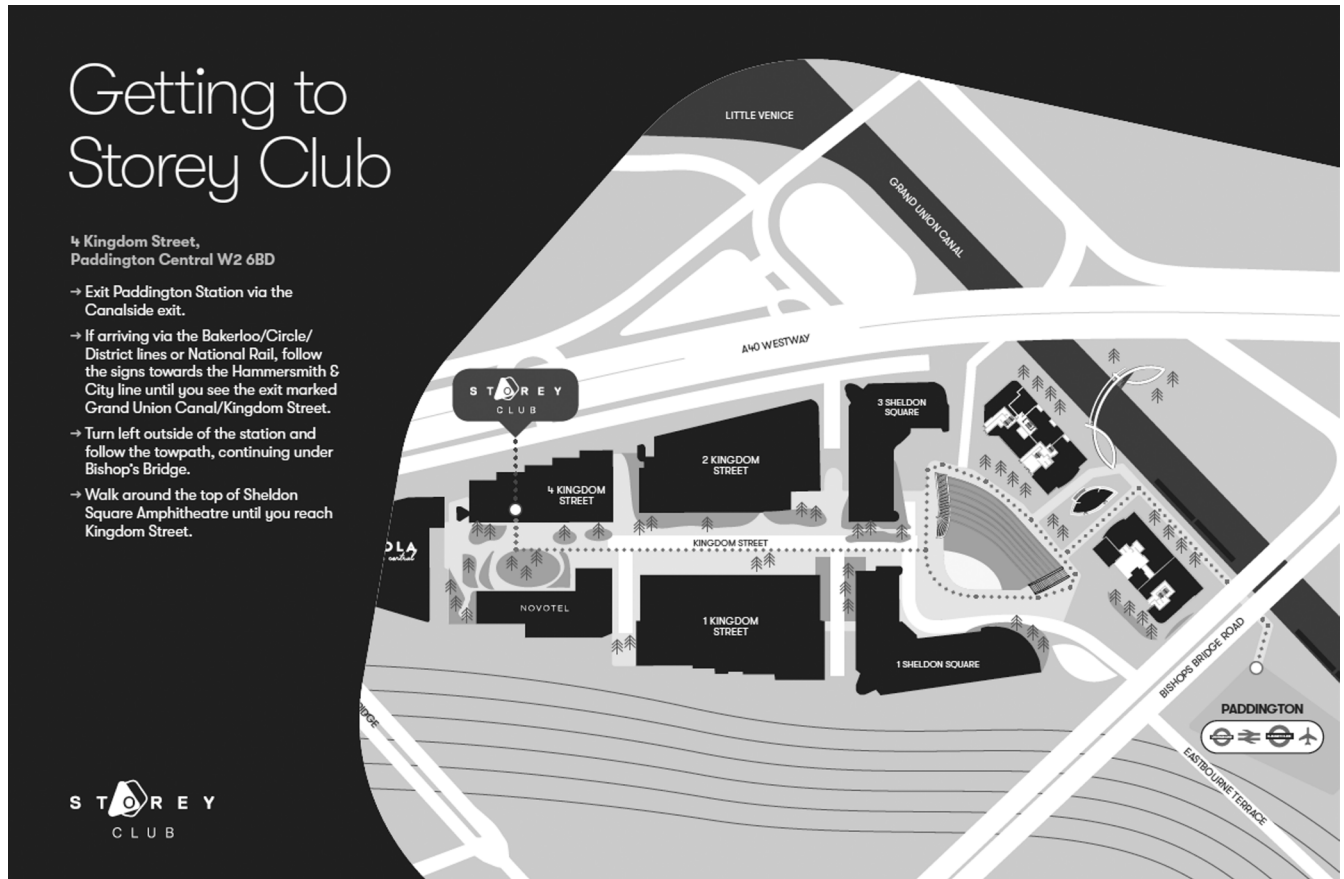 Getting to
Storey Club
4 Kingdom Street,
Paddington Central W2 6BD
→ Exit Paddington Station via the
Canalside exit.
→ If arriving via the Bakerloo/Circle/
District lines or National Rail, follow
the signs towards the Hammersmith &
City line until you see the exit marked
Grand Union Canal/Kingdom Street.
→ Turn left outside of the station and
follow the towpath, continuing under
Bishop's Bridge.
→ Walk around the top of Sheldon
Square Amphitheatre until you reach
Kingdom Street.
STOREY
CLUB
LITTLE VENICE
GRAND UNION CANAL
A40 WESTWAY
STOREY
CLUB
3 SHELDON
SQUARE
2 KINGDOM
STREET
4 KINGDOM
STREET
KINGDOM STREET
NOVOTEL
1 KINGDOM
STREET
1 SHELDON SQUARE
BISHOPS BRIDGE ROAD
PADDINGTON
EASTBOURNE TERRACE